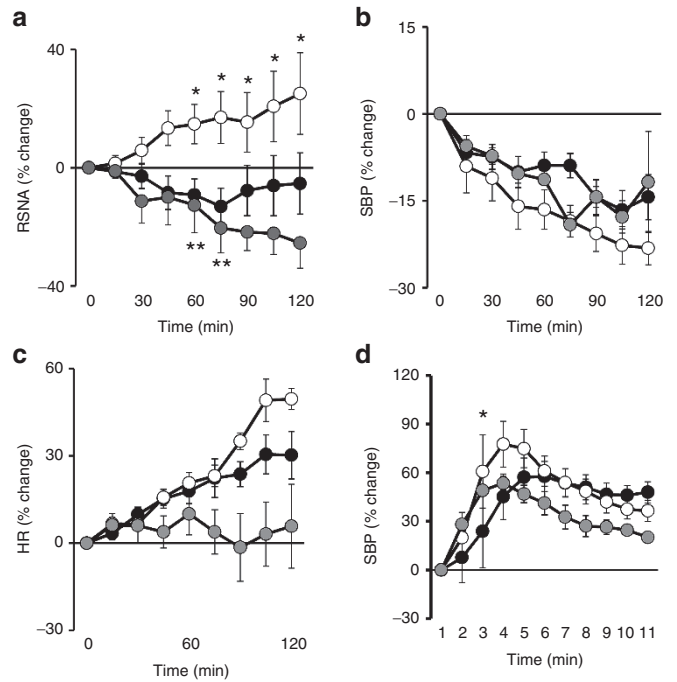 a
40
0
−40
RSNA (% change)
* * * * *
** **
0 30 60 90 120
Time (min)
b
15
0
−15
−30
SBP (% change)
0 30 60 90 120
Time (min)
c
60
30
0
−30
HR (% change)
0 60 120
Time (min)
d
120
90
60
30
0
−30
SBP (% change)
*
1 2 3 4 5 6 7 8 9 10 11
Time (min)